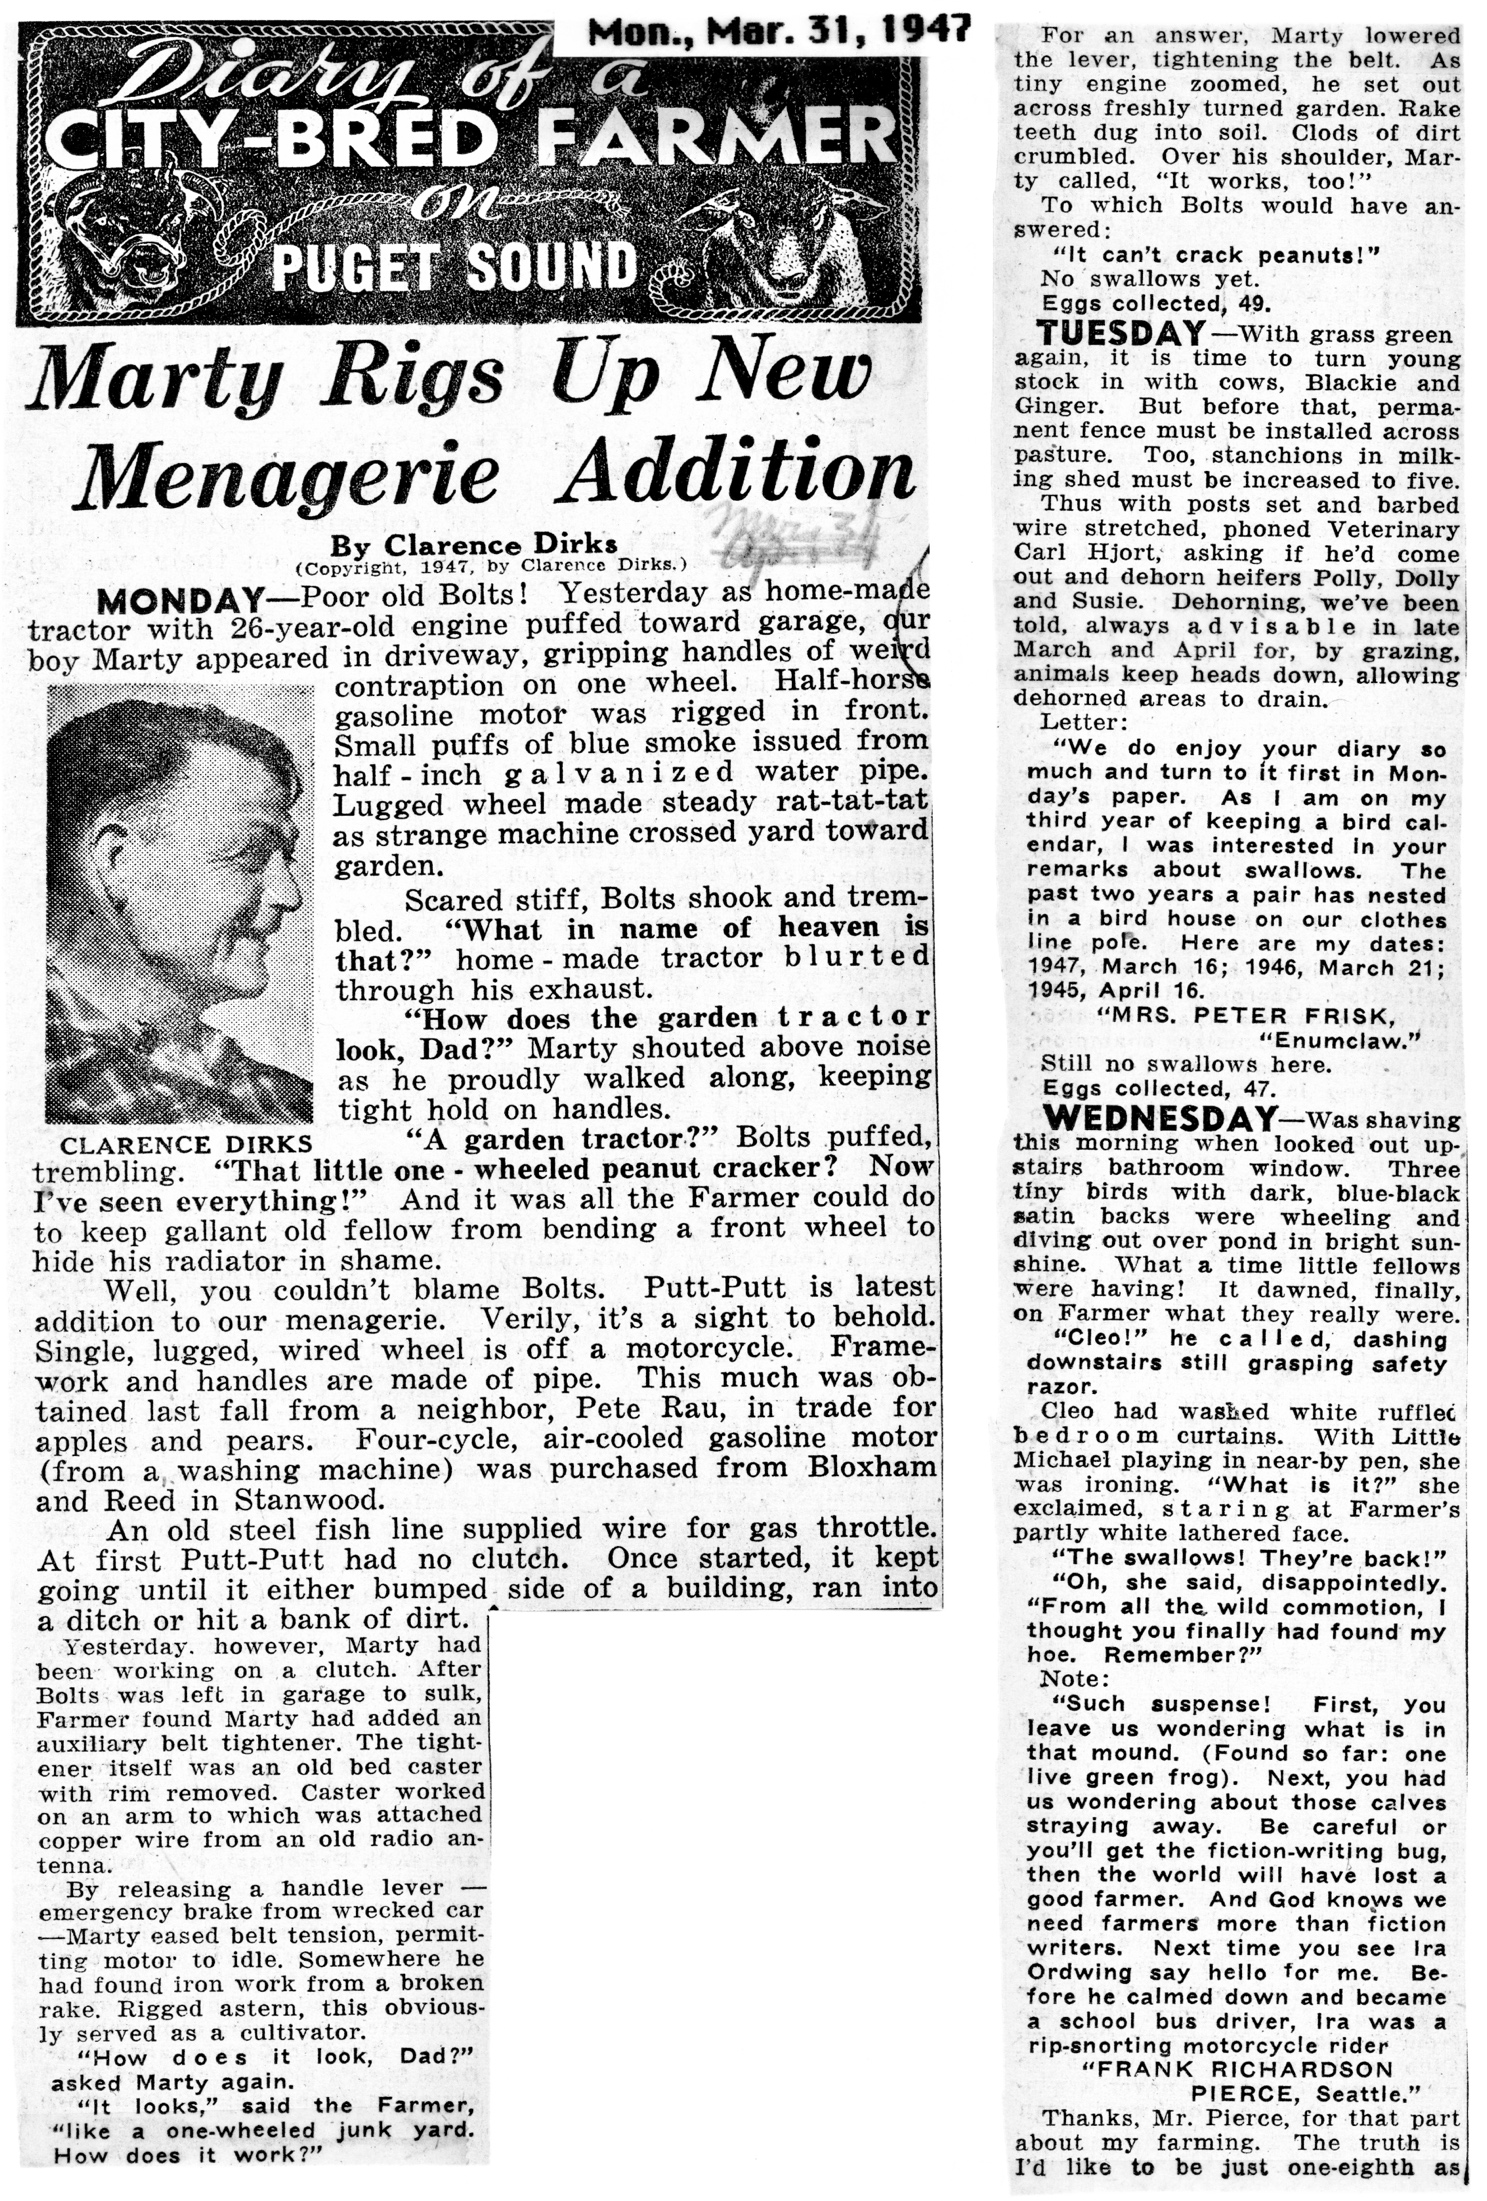 Mon., Mar. 31, 1947
Diary of a
CITY-BRED FARMER
on
PUGET SOUND
Marty Rigs Up New
Menagerie Addition
By Clarence Dirks
(Copyright, 1947, by Clarence Dirks.)
MONDAY—Poor old Bolts! Yesterday as home-made
tractor with 26-year-old engine puffed toward garage, our
boy Marty appeared in driveway, gripping handles of weird
contraption on one wheel. Half-horse
gasoline motor was rigged in front.
Small puffs of blue smoke issued from
half-inch galvanized water pipe.
Lugged wheel made steady rat-tat-tat
as strange machine crossed yard toward
garden.
Scared stiff, Bolts shook and trem-
bled. "What in name of heaven is
that?" home-made tractor blurted
through his exhaust.
"How does the garden tractor
look, Dad?" Marty shouted above noise
as he proudly walked along, keeping
tight hold on handles.
CLARENCE DIRKS
"A garden tractor?" Bolts puffed,
trembling. "That little one-wheeled peanut cracker? Now
I've seen everything!" And it was all the Farmer could do
to keep gallant old fellow from bending a front wheel to
hide his radiator in shame.
Well, you couldn't blame Bolts. Putt-Putt is latest
addition to our menagerie. Verily, it's a sight to behold.
Single, lugged, wired wheel is off a motorcycle. Frame-
work and handles are made of pipe. This much was ob-
tained last fall from a neighbor, Pete Rau, in trade for
apples and pears. Four-cycle, air-cooled gasoline motor
(from a washing machine) was purchased from Bloxham
and Reed in Stanwood.
An old steel fish line supplied wire for gas throttle.
At first Putt-Putt had no clutch. Once started, it kept
going until it either bumped side of a building, ran into
a ditch or hit a bank of dirt.
Yesterday. however, Marty had
been working on a clutch. After
Bolts was left in garage to sulk,
Farmer found Marty had added an
auxiliary belt tightener. The tight-
ener itself was an old bed caster
with rim removed. Caster worked
on an arm to which was attached
copper wire from an old radio an-
tenna.
By releasing a handle lever —
emergency brake from wrecked car
—Marty eased belt tension, permit-
ting motor to idle. Somewhere he
had found iron work from a broken
rake. Rigged astern, this obvious-
ly served as a cultivator.
"How does it look, Dad?"
asked Marty again.
"It looks," said the Farmer,
"like a one-wheeled junk yard.
How does it work?"
For an answer, Marty lowered
the lever, tightening the belt. As
tiny engine zoomed, he set out
across freshly turned garden. Rake
teeth dug into soil. Clods of dirt
crumbled. Over his shoulder, Mar-
ty called, "It works, too!"
To which Bolts would have an-
swered:
"It can't crack peanuts!"
No swallows yet.
Eggs collected, 49.
TUESDAY—With grass green
again, it is time to turn young
stock in with cows, Blackie and
Ginger. But before that, perma-
nent fence must be installed across
pasture. Too, stanchions in milk-
ing shed must be increased to five.
Thus with posts set and barbed
wire stretched, phoned Veterinary
Carl Hjort, asking if he'd come
out and dehorn heifers Polly, Dolly
and Susie. Dehorning, we've been
told, always advisable in late
March and April for, by grazing,
animals keep heads down, allowing
dehorned areas to drain.
Letter:
"We do enjoy your diary so
much and turn to it first in Mon-
day's paper. As I am on my
third year of keeping a bird cal-
endar, I was interested in your
remarks about swallows. The
past two years a pair has nested
in a bird house on our clothes
line pole. Here are my dates:
1947, March 16; 1946, March 21;
1945, April 16.
"MRS. PETER FRISK,
"Enumclaw."
Still no swallows here.
Eggs collected, 47.
WEDNESDAY—Was shaving
this morning when looked out up-
stairs bathroom window. Three
tiny birds with dark, blue-black
satin backs were wheeling and
diving out over pond in bright sun-
shine. What a time little fellows
were having! It dawned, finally,
on Farmer what they really were.
"Cleo!" he called, dashing
downstairs still grasping safety
razor.
Cleo had washed white ruffled
bedroom curtains. With Little
Michael playing in near-by pen, she
was ironing. "What is it?" she
exclaimed, staring at Farmer's
partly white lathered face.
"The swallows! They're back!"
"Oh, she said, disappointedly.
"From all the wild commotion, I
thought you finally had found my
hoe. Remember?"
Note:
"Such suspense! First, you
leave us wondering what is in
that mound. (Found so far: one
live green frog). Next, you had
us wondering about those calves
straying away. Be careful or
you'll get the fiction-writing bug,
then the world will have lost a
good farmer. And God knows we
need farmers more than fiction
writers. Next time you see Ira
Ordwing say hello for me. Be-
fore he calmed down and became
a school bus driver, Ira was a
rip-snorting motorcycle rider
"FRANK RICHARDSON
PIERCE, Seattle."
Thanks, Mr. Pierce, for that part
about my farming. The truth is
I'd like to be just one-eighth as